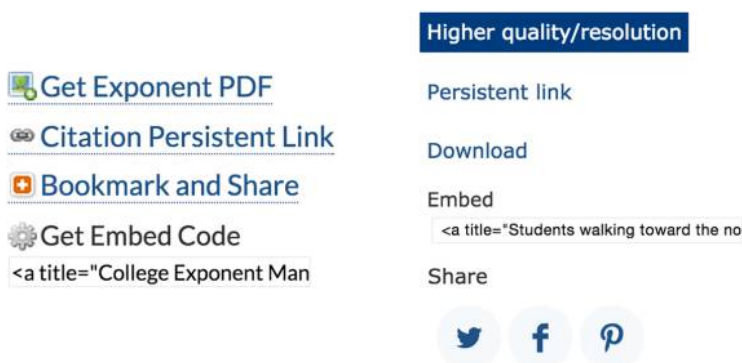 Get Exponent PDF
Citation Persistent Link
Bookmark and Share
Get Embed Code
<a title="College Exponent Man
Higher quality/resolution
Persistent link
Download
Embed
<a title="Students walking toward the no
Share